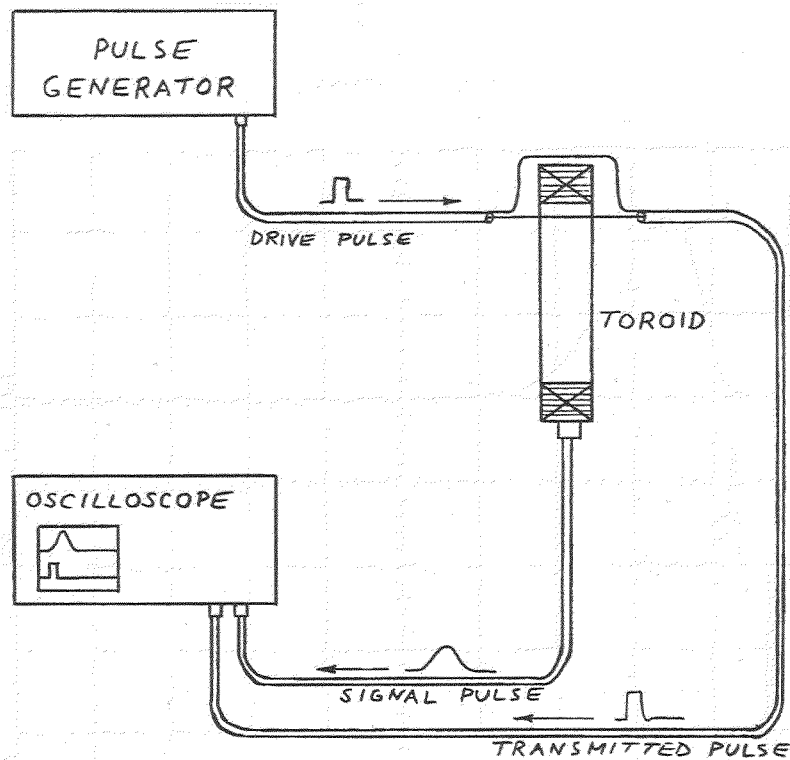 PULSE
GENERATOR
DRIVE PULSE
TOROID
OSCILLOSCOPE
SIGNAL PULSE
TRANSMITTED PULSE